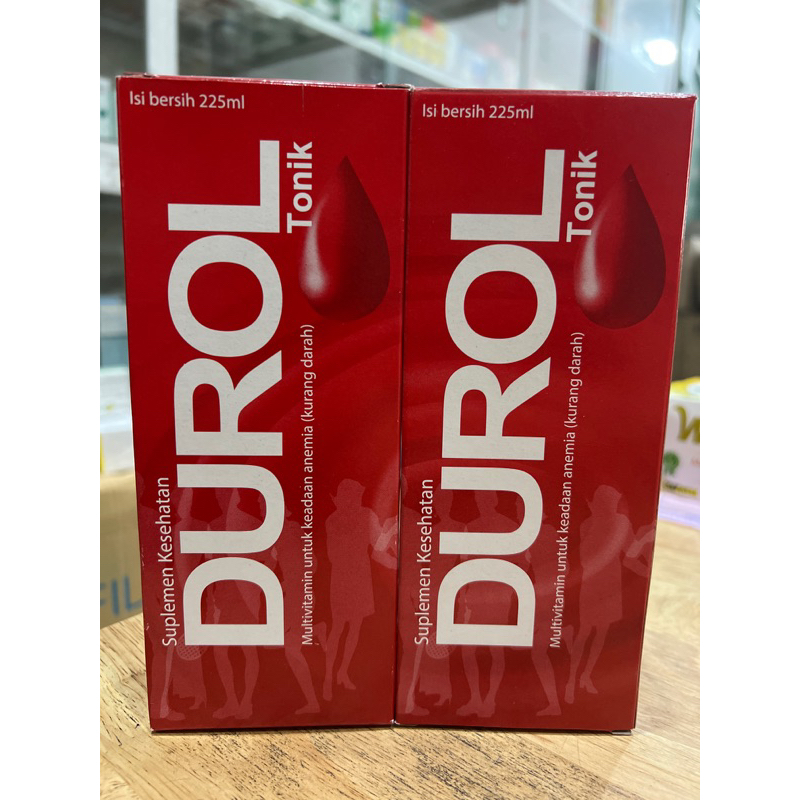 Isi bersih 225ml
DUROL
Tonik
Suplemen Kesehatan
Multivitamin untuk keadaan anemia (kurang darah)
Isi bersih 225ml
DUROL
Tonik
Suplemen Kesehatan
Multivitamin untuk keadaan anemia (kurang darah)